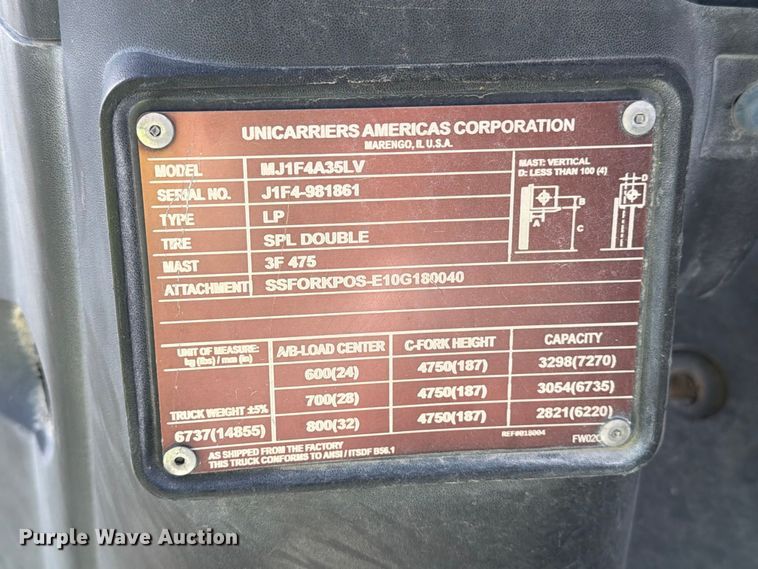 UNICARRIERS AMERICAS CORPORATION
MARENGO, IL U.S.A.
MODEL MJ1F4A35LV
SERIAL NO. J1F4-981861
TYPE LP
TIRE SPL DOUBLE
MAST 3F 475
ATTACHMENT SSFORKPOS-E10G180040
MAST: VERTICAL
D: LESS THAN 100 (4)
D
B
A
C
UNIT OF MEASURE:
kg (lbs) / mm (in)
A/B-LOAD CENTER C-FORK HEIGHT CAPACITY
600(24) 4750(187) 3298(7270)
700(28) 4750(187) 3054(6735)
TRUCK WEIGHT ±5%
6737(14855) 800(32) 4750(187) 2821(6220)
AS SHIPPED FROM THE FACTORY
THIS TRUCK CONFORMS TO ANSI / ITSDF B56.1
REF#018004
Purple Wave Auction